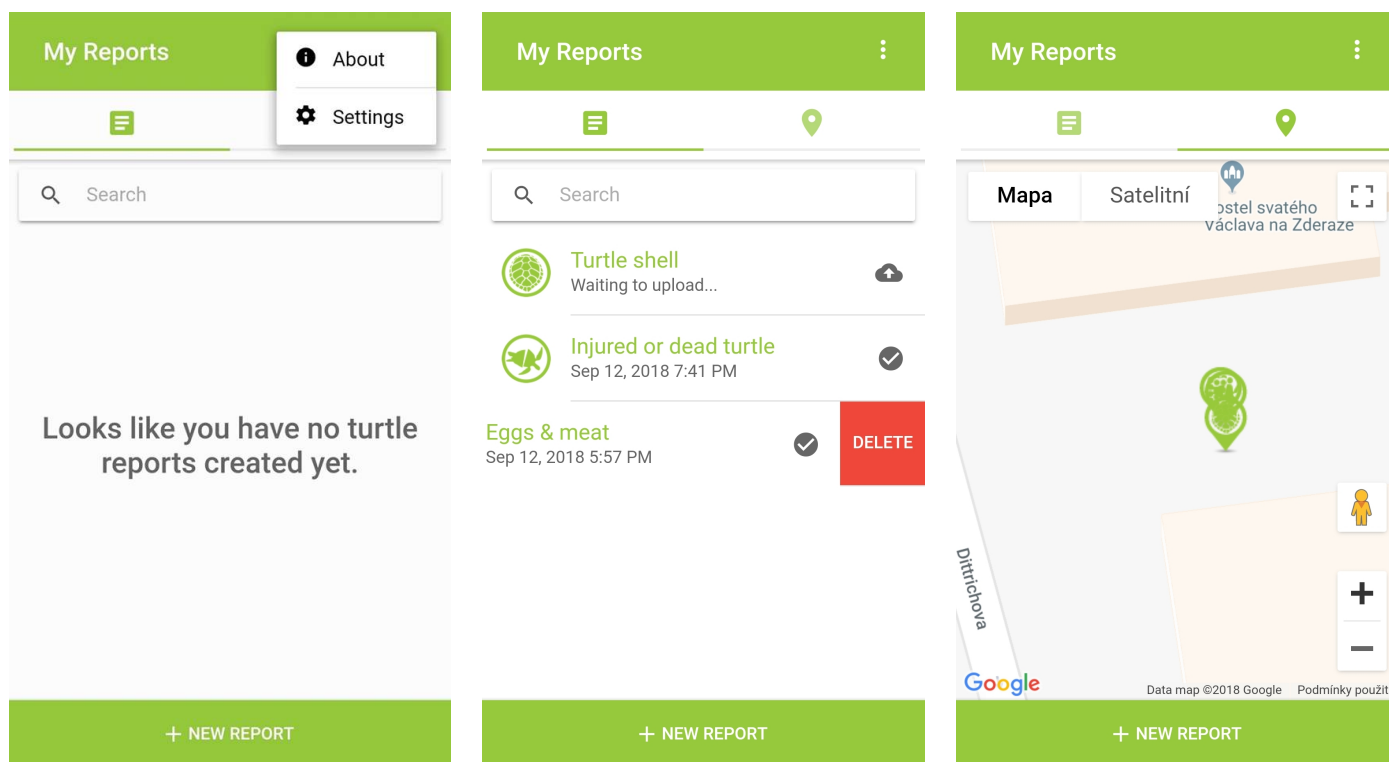 My Reports
About
Settings
Search
Looks like you have no turtle
reports created yet.
+ NEW REPORT
My Reports
Search
Turtle shell
Waiting to upload...
Injured or dead turtle
Sep 12, 2018 7:41 PM
Eggs & meat
Sep 12, 2018 5:57 PM
DELETE
+ NEW REPORT
My Reports
Mapa
Satelitní
ostel svatého
Václava na Zderaze
Dittrichova
Google
Data map ©2018 Google
Podmínky použit
+ NEW REPORT